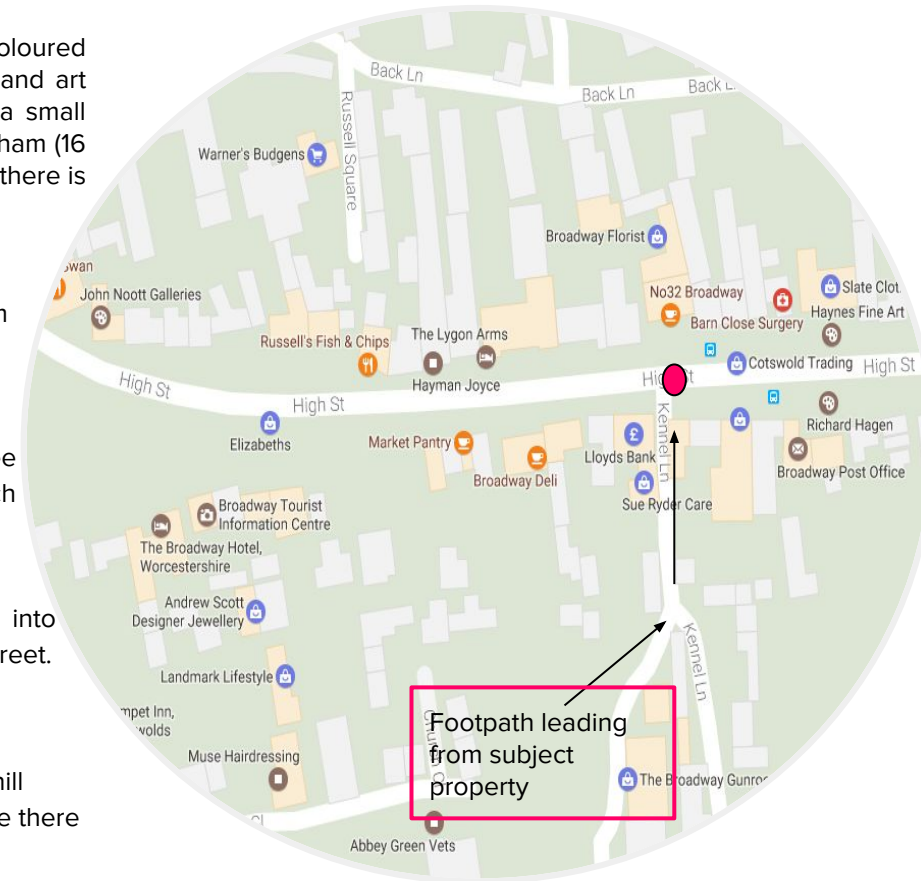 oloured
and art
a small
ham (16
there is
n
ee
ch
into
reet.
hill
e there
Back Ln
Back Ln
Back L
Russell Square
Warner's Budgens
Broadway Florist
Swan
John Noott Galleries
No32 Broadway
Slate Clot
Haynes Fine Art
Barn Close Surgery
Russell's Fish & Chips
The Lygon Arms
Hayman Joyce
Cotswold Trading
High St
High St
High St
High St
Elizabeths
Market Pantry
Broadway Deli
Lloyds Bank
£
Kennel Ln
Richard Hagen
Broadway Post Office
Sue Ryder Care
Broadway Tourist
Information Centre
The Broadway Hotel,
Worcestershire
Andrew Scott
Designer Jewellery
Kennel Ln
Landmark Lifestyle
mpet Inn,
wolds
Footpath leading
from subject
property
Muse Hairdressing
The Broadway Gunroo
Abbey Green Vets